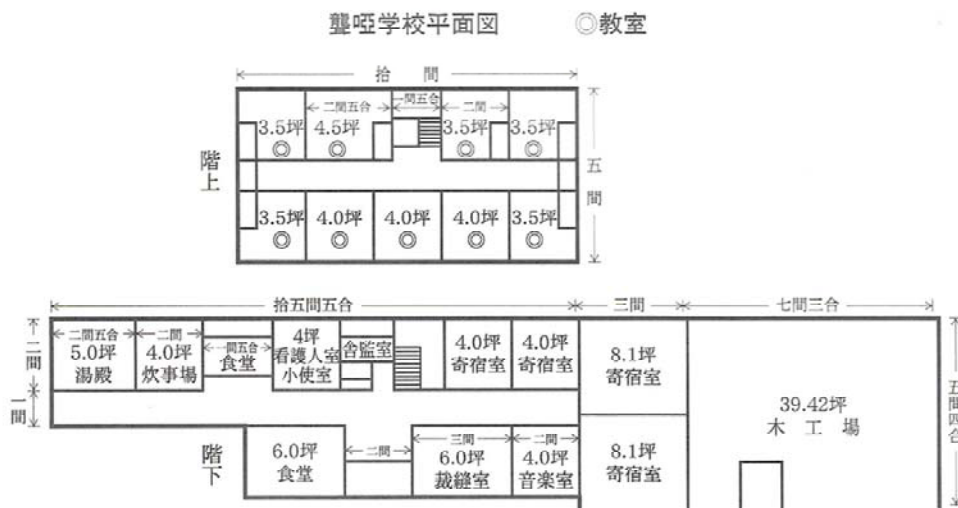 聾啞学校平面図 ◎教室
拾間
二間五合
一間五合
二間
3.5坪
◎
4.5坪
◎
3.5坪
◎
3.5坪
◎
階上
五間
3.5坪
◎
4.0坪
◎
4.0坪
◎
4.0坪
◎
3.5坪
◎
拾五間五合
三間
七間三合
二間
一間
二間五合
5.0坪
湯殿
二間
4.0坪
炊事場
一間五合
食堂
4坪
看護人室
小使室
舎監室
4.0坪
寄宿室
4.0坪
寄宿室
8.1坪
寄宿室
39.42坪
木工場
五間四合
階下
6.0坪
食堂
二間
三間
6.0坪
裁縫室
二間
4.0坪
音楽室
8.1坪
寄宿室